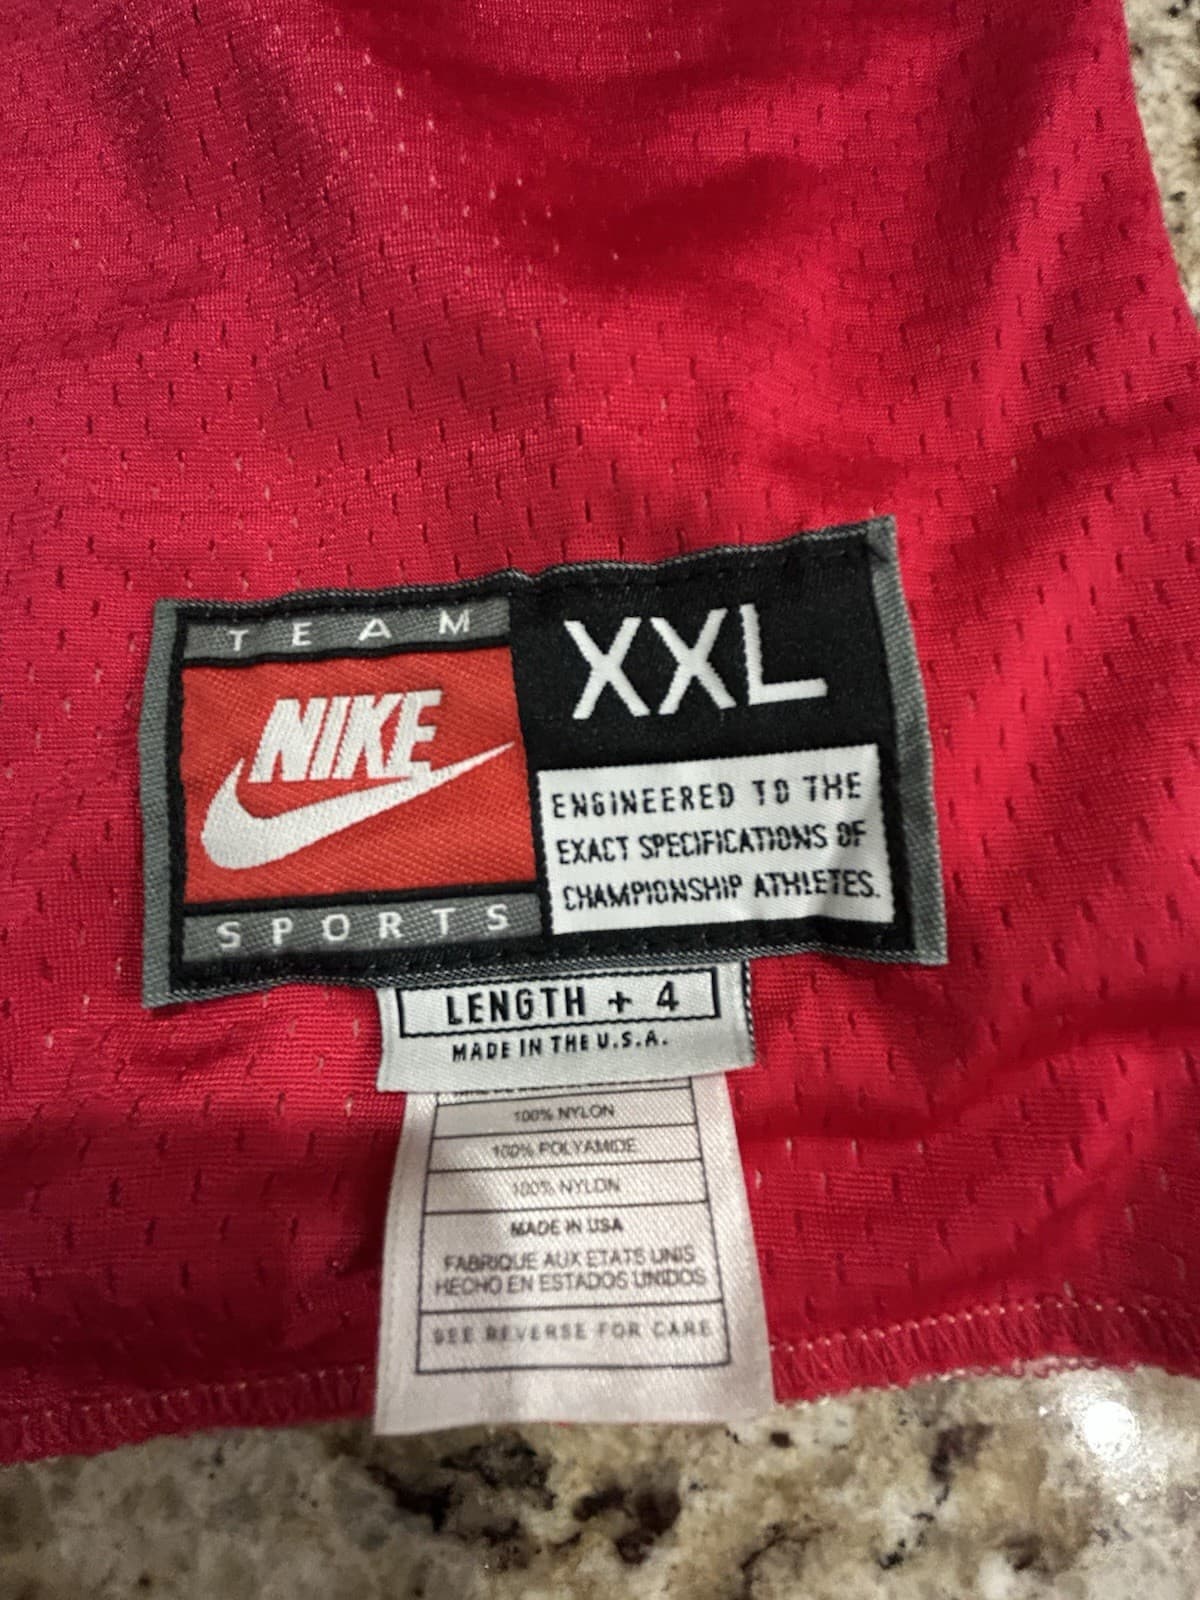 TEAM
NIKE
SPORTS
XXL
ENGINEERED TO THE
EXACT SPECIFICATIONS OF
CHAMPIONSHIP ATHLETES.
LENGTH + 4
MADE IN THE U.S.A.
100% NYLON
100% POLYAMIDE
100% NYLON
MADE IN USA
FABRIQUE AUX ETATS UNIS
HECHO EN ESTADOS UNIDOS
SEE REVERSE FOR CARE